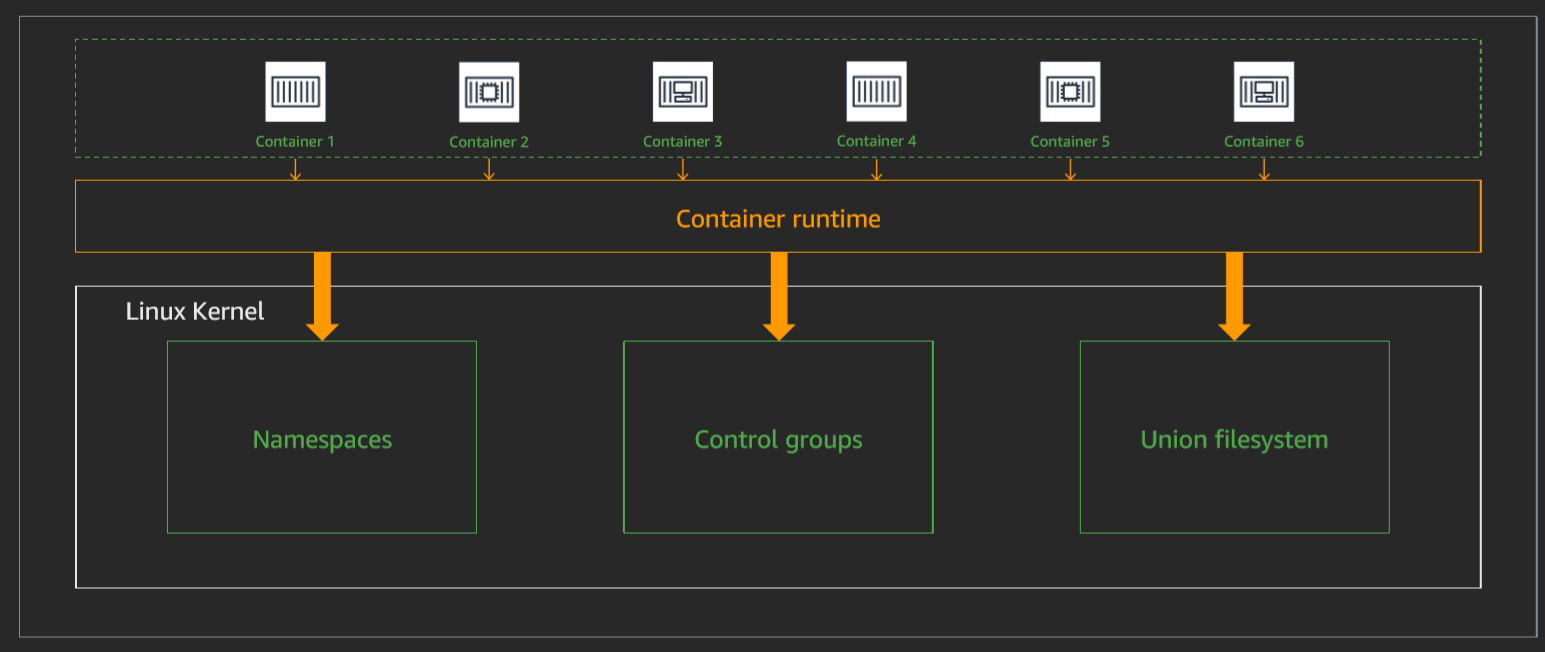 Container 1
Container 2
Container 3
Container 4
Container 5
Container 6
Container runtime
Linux Kernel
Namespaces
Control groups
Union filesystem